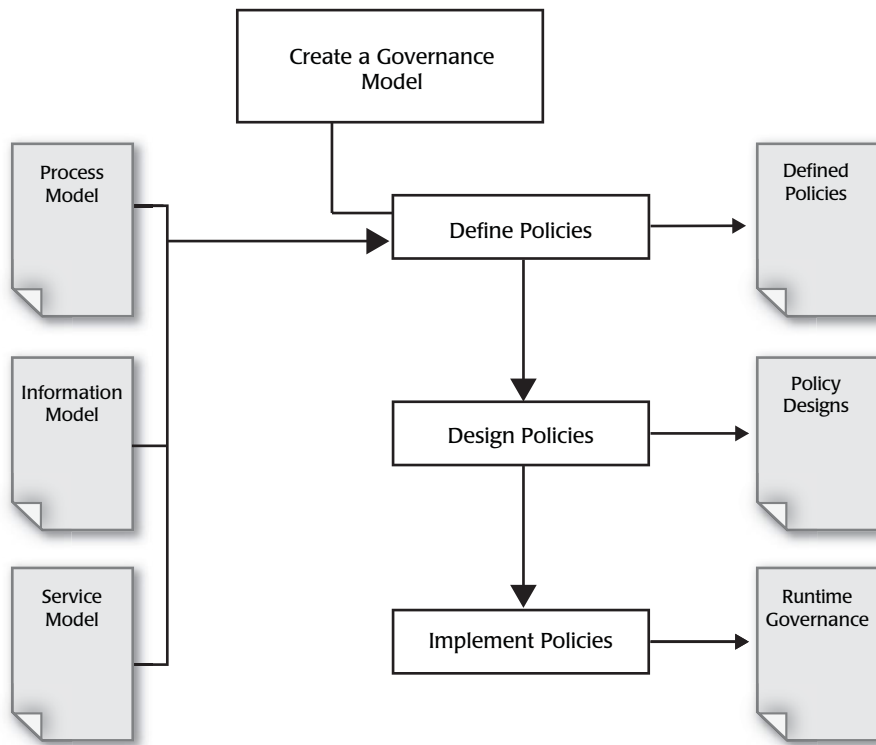 Create a Governance
Model
Process
Model
Define Policies
Defined
Policies
Information
Model
Design Policies
Policy
Designs
Service
Model
Implement Policies
Runtime
Governance